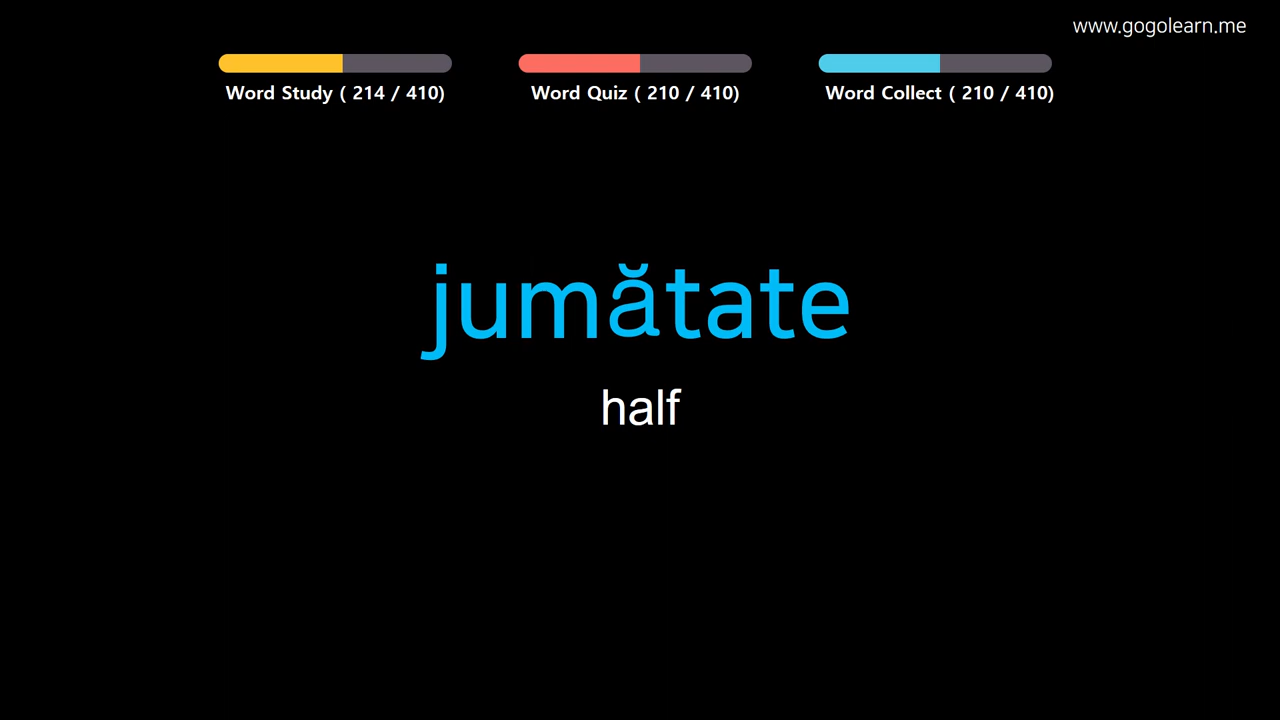 www.gogolearn.me
Word Study ( 214 / 410)
Word Quiz ( 210 / 410)
Word Collect ( 210 / 410)
jumătate
half